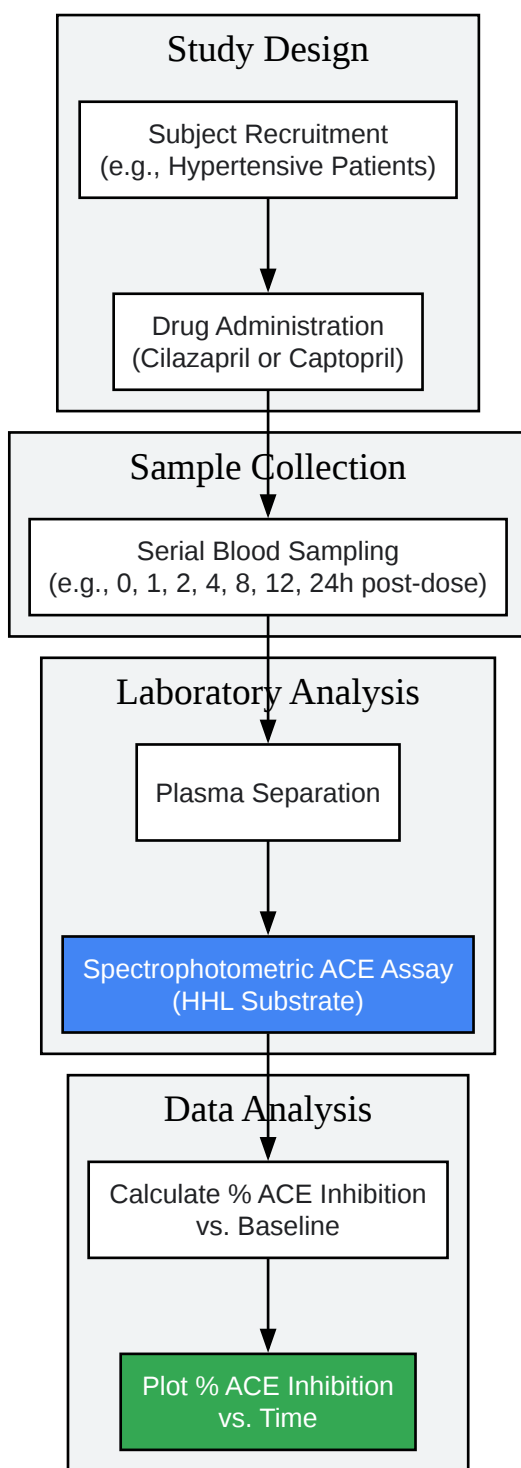 Study Design
Subject Recruitment
(e.g., Hypertensive Patients)
Drug Administration
(Cilazapril or Captopril)
Sample Collection
Serial Blood Sampling
(e.g., 0, 1, 2, 4, 8, 12, 24h post-dose)
Laboratory Analysis
Plasma Separation
Spectrophotometric ACE Assay
(HHL Substrate)
Data Analysis
Calculate % ACE Inhibition
vs. Baseline
Plot % ACE Inhibition
vs. Time